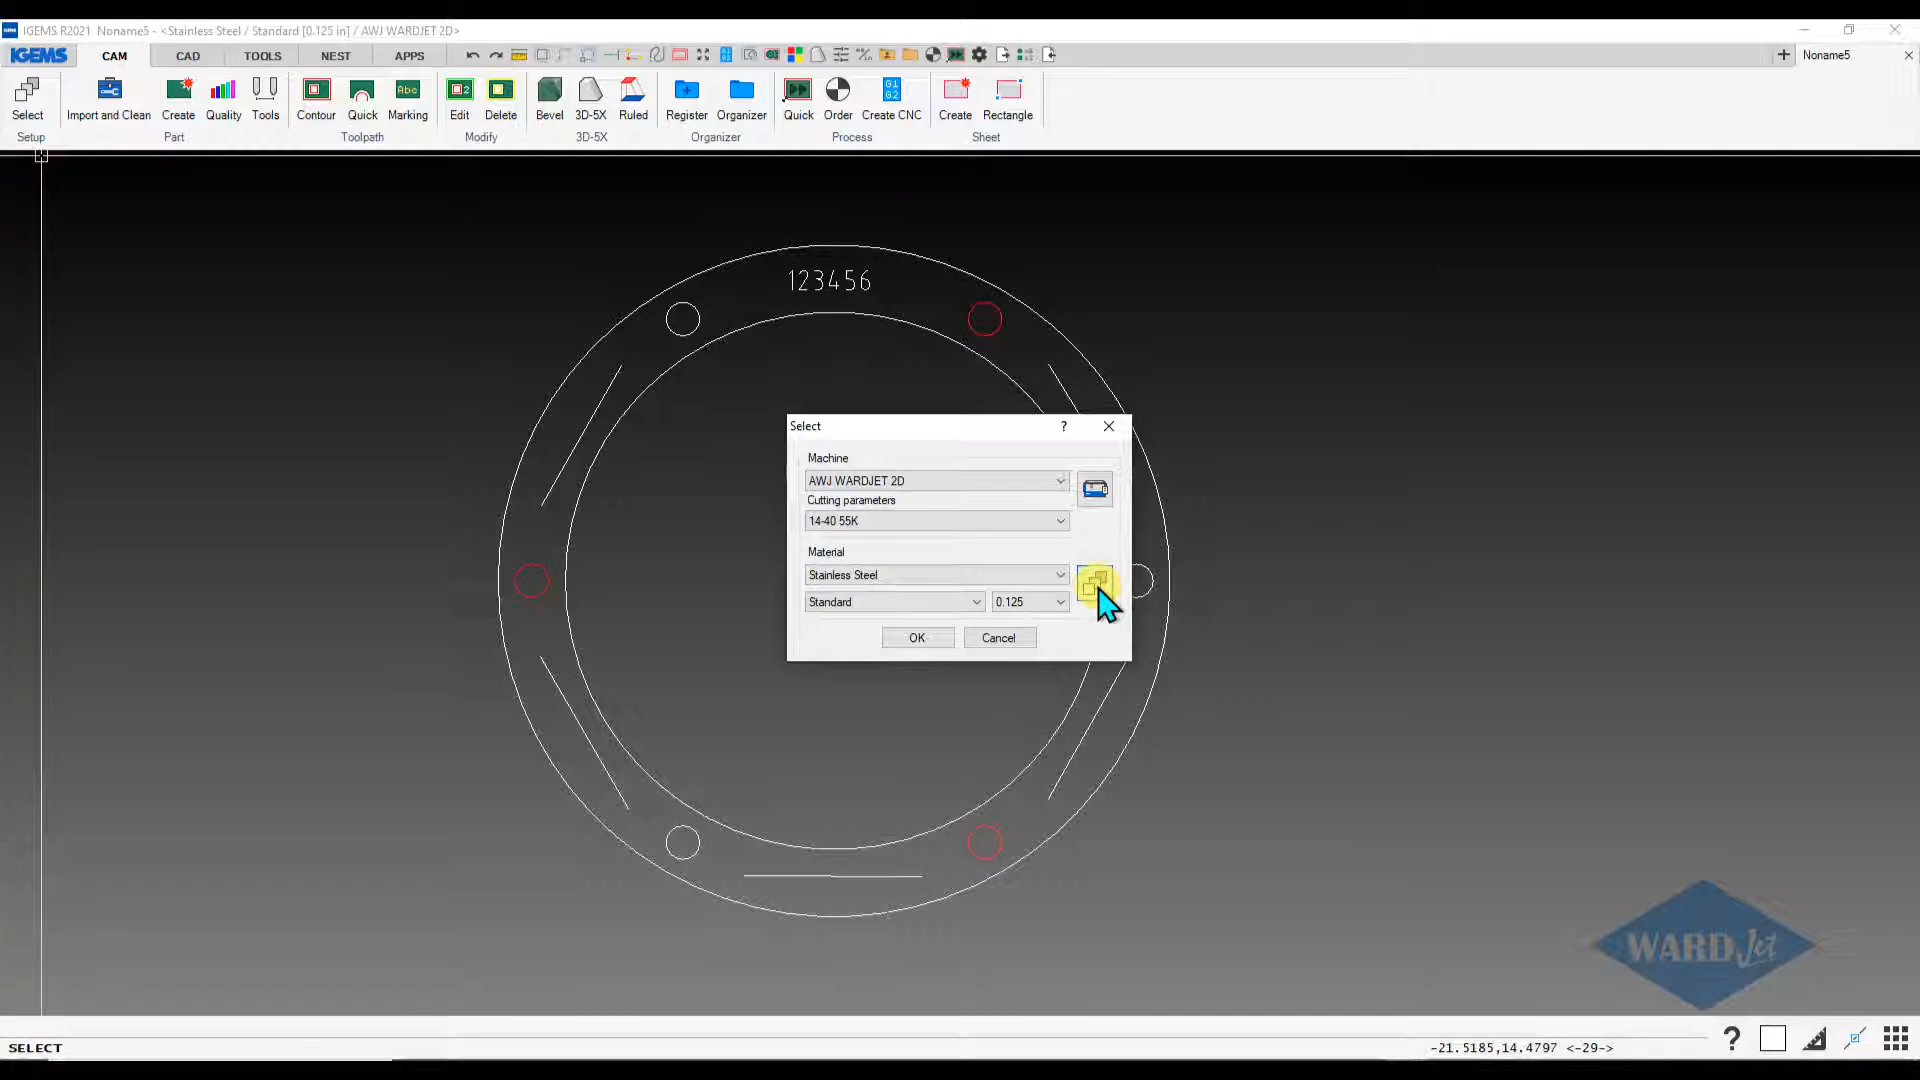 IGEMS R2021 Noname5 - <Stainless Steel / Standard [0.125 in] / AWJ WARDJET 2D>
IGEMS CAM CAD TOOLS NEST APPS Noname5
Select Import and Clean Create Quality Tools Contour Quick Marking Edit Delete Bevel 3D-5X Ruled Register Organizer Quick Order Create CNC Create Rectangle
Setup Part Toolpath Modify 3D-5X Organizer Process Sheet
123456
Select ?
Machine
AWJ WARDJET 2D
Cutting parameters
14-40 55K
Material
Stainless Steel
Standard 0.125
OK Cancel
WARDJet
SELECT -21.5185,14.4797 <-29-> ?